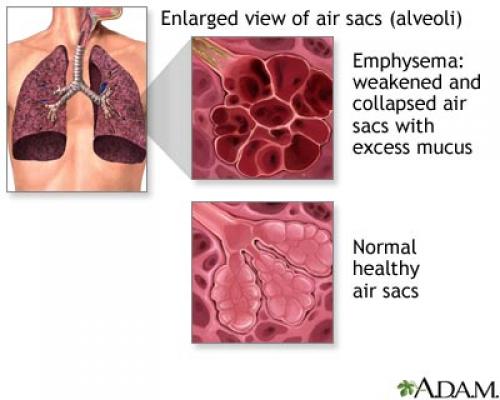 Enlarged view of air sacs (alveoli)
Emphysema:
weakened and
collapsed air
sacs with
excess mucus
Normal
healthy
air sacs
A.D.A.M.